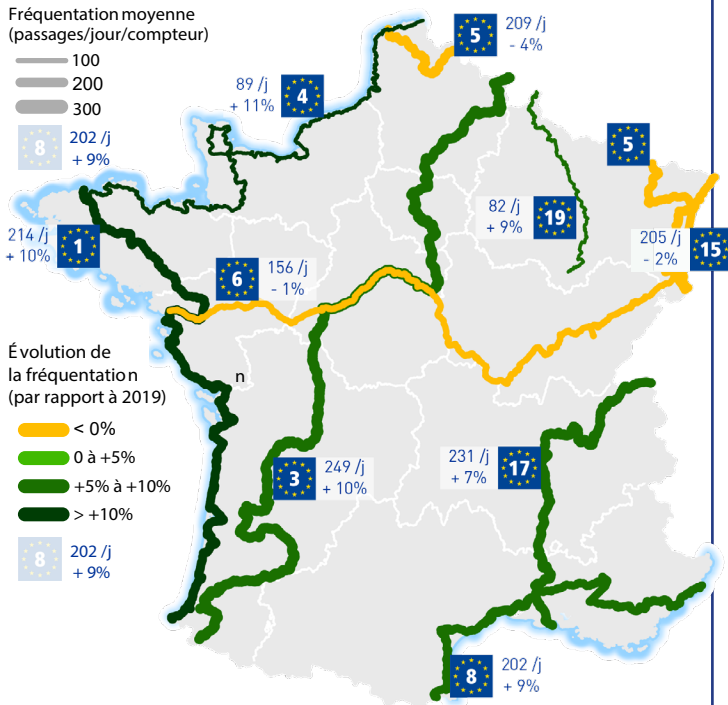 Fréquentation moyenne
(passages/jour/compteur)
100
200
300
8
202 /j
+ 9%
5
209 /j
- 4%
89 /j
+ 11%
4
5
82 /j
+ 9%
19
214 /j
+ 10%
1
205 /j
- 2%
15
6
156 /j
- 1%
Évolution de
la fréquentation
(par rapport à 2019)
n
< 0%
0 à +5%
+5% à +10%
> +10%
8
202 /j
+ 9%
3
249 /j
+ 10%
231 /j
+ 7%
17
8
202 /j
+ 9%